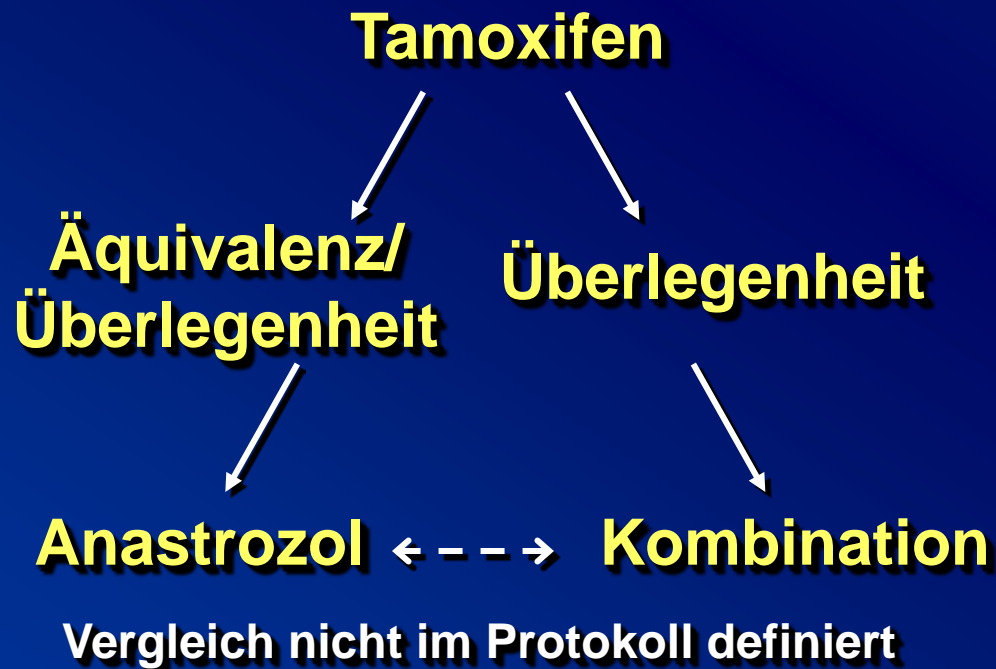 Tamoxifen
Äquivalenz/
Überlegenheit
Überlegenheit
Anastrozol
Kombination
Vergleich nicht im Protokoll definiert